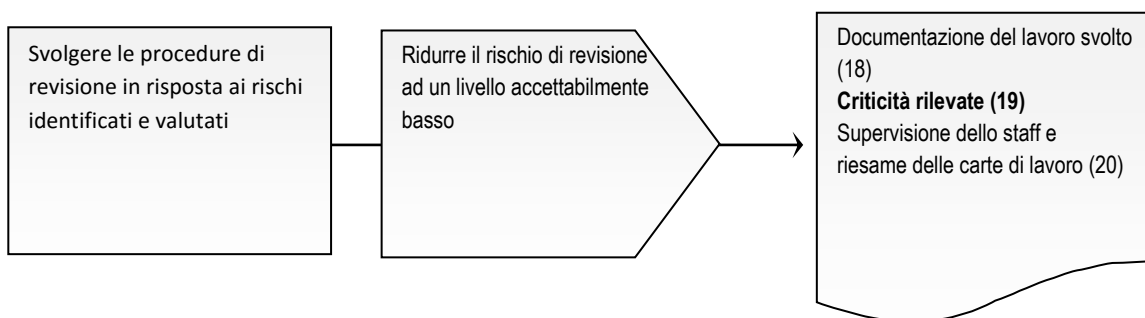 Svolgere le procedure di
revisione in risposta ai rischi
identificati e valutati
Ridurre il rischio di revisione
ad un livello accettabilmente
basso
Documentazione del lavoro svolto
(18)
Criticità rilevate (19)
Supervisione dello staff e
riesame delle carte di lavoro (20)